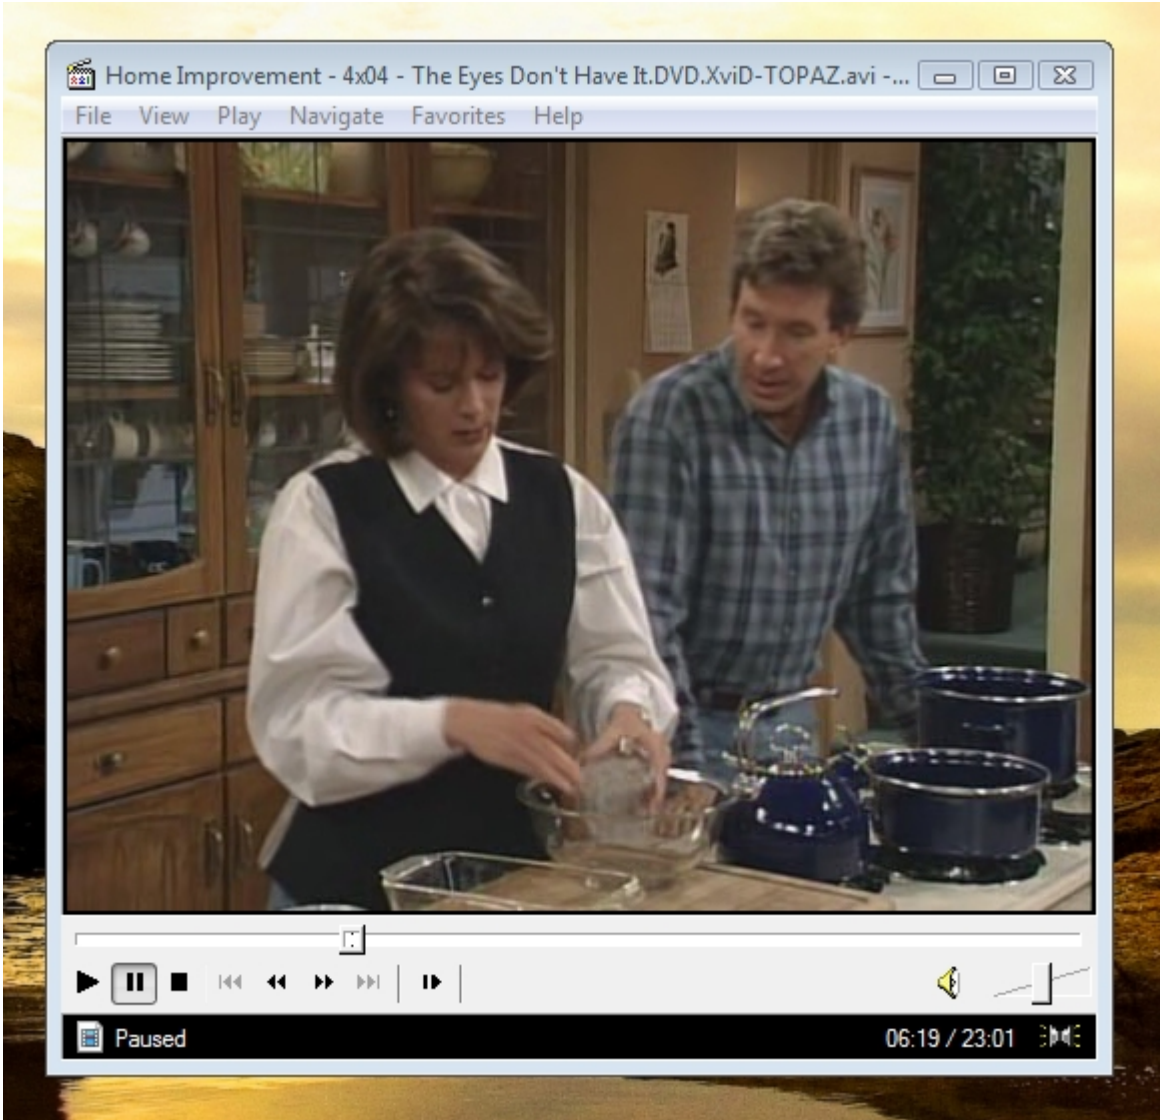 Home Improvement - 4x04 - The Eyes Don't Have It.DVD.XviD-TOPAZ.avi -...
File View Play Navigate Favorites Help
Paused 06:19 / 23:01